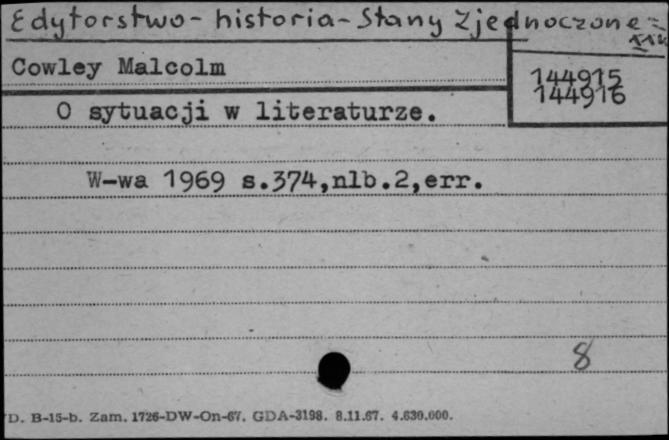 Edytorstwo - historia - Stany Zjednoczone =
Cowley Malcolm
144915
144916
O sytuacji w literaturze.
W-wa 1969 s.374,nlb.2,err.
8
D. B-15-b. Zam. 1726-DW-On-67. GDA-3198. 8.11.67. 4.630.000.